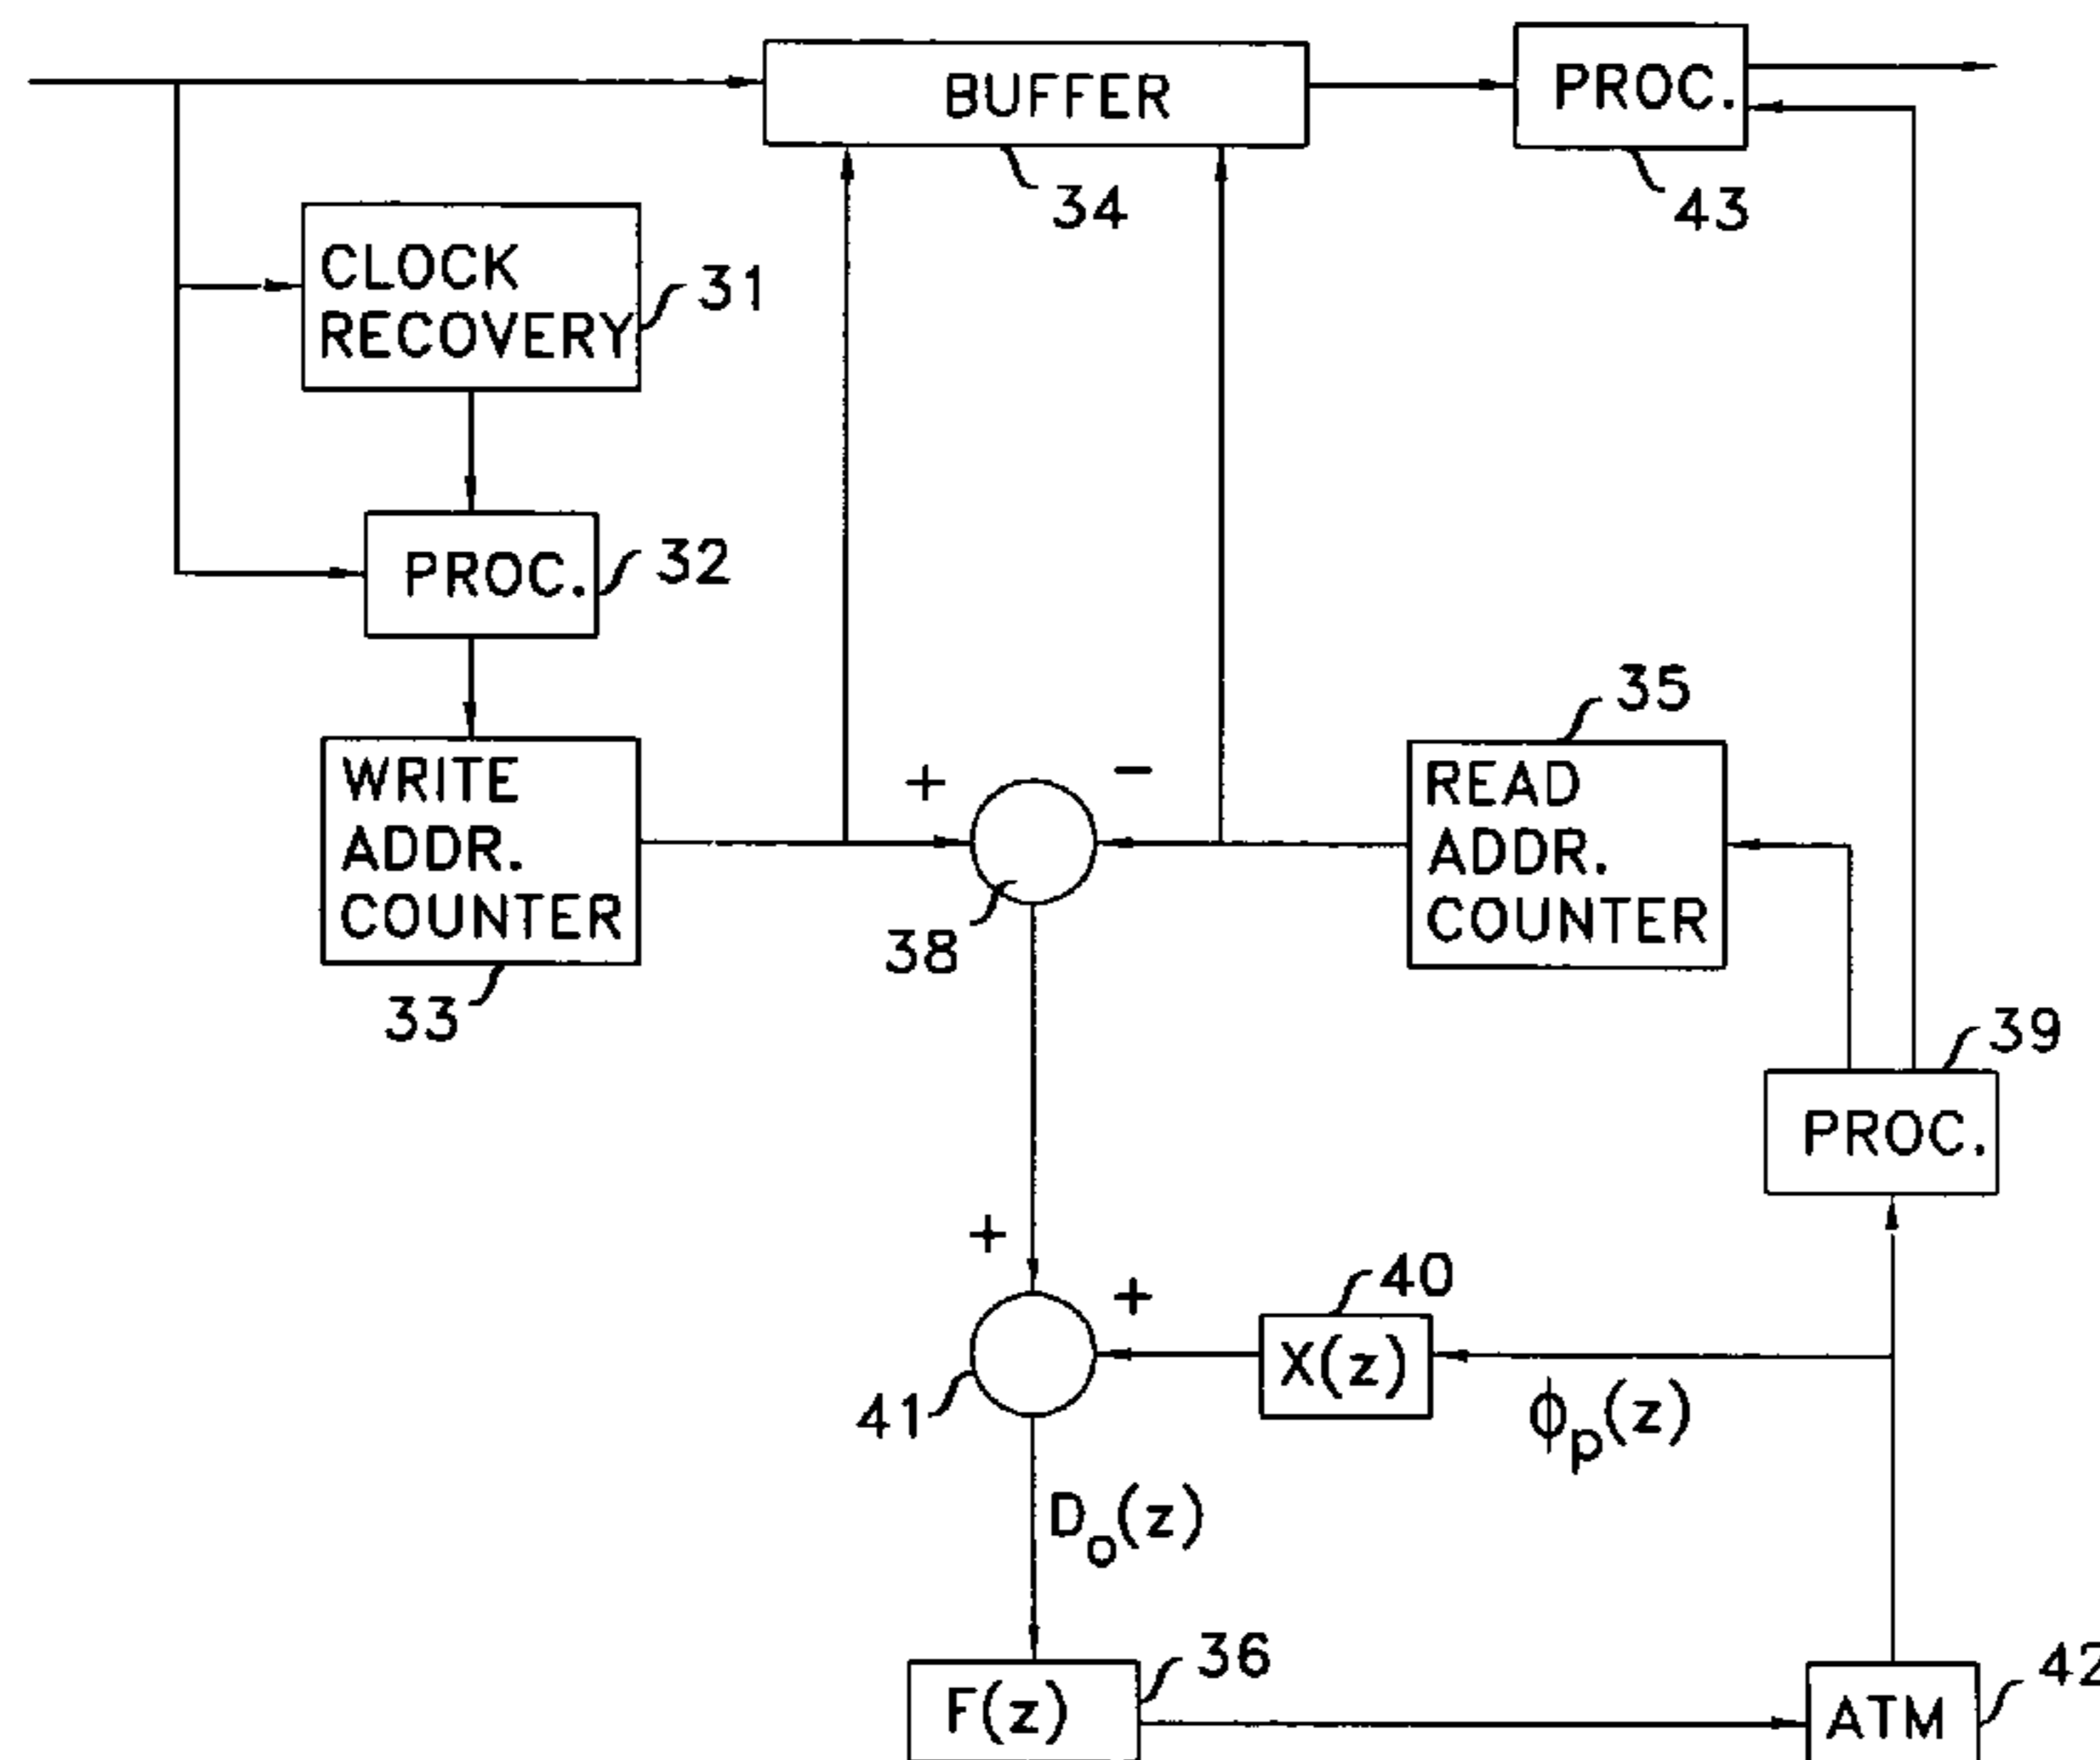 BUFFER
34
PROC.
43
CLOCK
RECOVERY
31
PROC.
32
WRITE
ADDR.
COUNTER
33
+
−
38
35
READ
ADDR.
COUNTER
39
PROC.
+
+
40
X(z)
41
ϕp(z)
Do(z)
36
F(z)
42
ATM